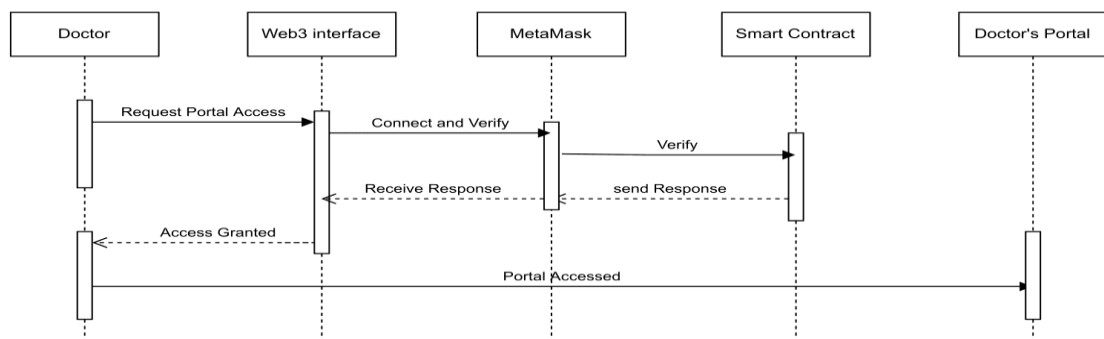 Doctor
Web3 interface
MetaMask
Smart Contract
Doctor's Portal
Request Portal Access
Connect and Verify
Verify
Receive Response
send Response
Access Granted
Portal Accessed